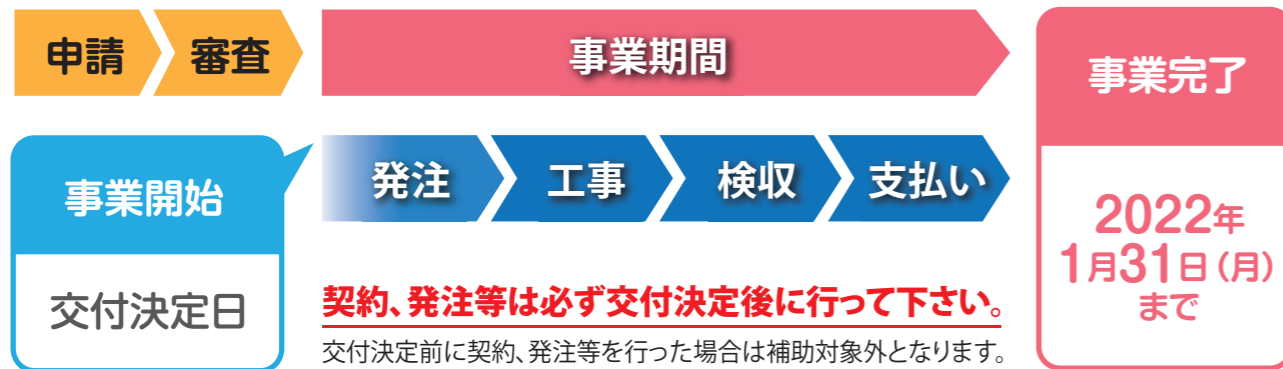 申請
審査
事業期間
事業完了
2022年
1月31日(月)
まで
事業開始
交付決定日
発注
工事
検収
支払い
契約、発注等は必ず交付決定後に行って下さい。
交付決定前に契約、発注等を行った場合は補助対象外となります。